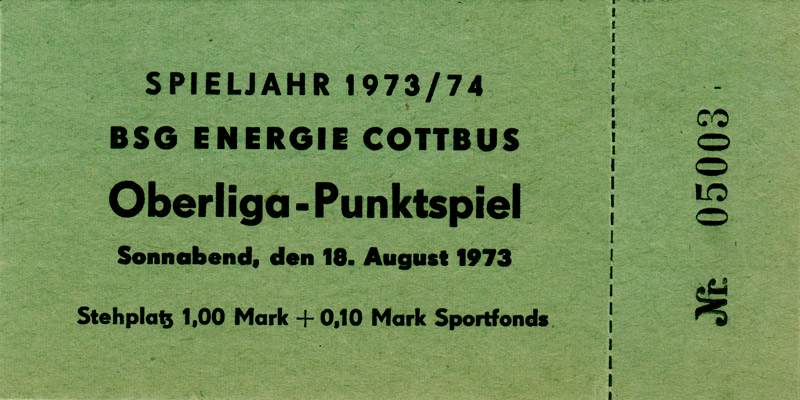 SPIELJAHR 1973/74
BSG ENERGIE COTTBUS
Oberliga-Punktspiel
Sonnabend, den 18. August 1973
Stehplatz 1,00 Mark + 0,10 Mark Sportfonds
Nr. 05003